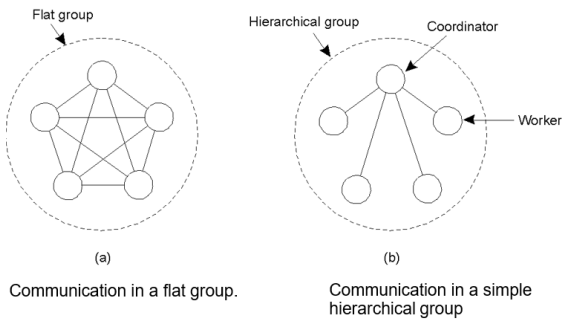 Flat group
Hierarchical group
Coordinator
Worker
(a)
(b)
Communication in a flat group.
Communication in a simple
hierarchical group